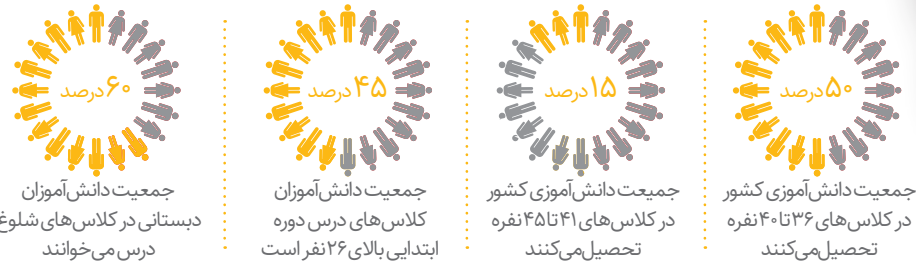 ۵۰ درصد
جمعیت دانش‌آموزی کشور
در کلاس‌های ۳۶ تا ۴۰ نفره
تحصیل می‌کنند
۱۵ درصد
جمیعت دانش‌آموزی کشور
در کلاس‌های ۴۱ تا ۴۵ نفره
تحصیل می‌کنند
۴۵ درصد
جمعیت دانش‌آموزان
کلاس‌های درس دوره
ابتدایی بالای ۲۶ نفر است
۶۰ درصد
جمعیت دانش‌آموزان
دبستانی در کلاس‌های شلوغ
درس می‌خوانند